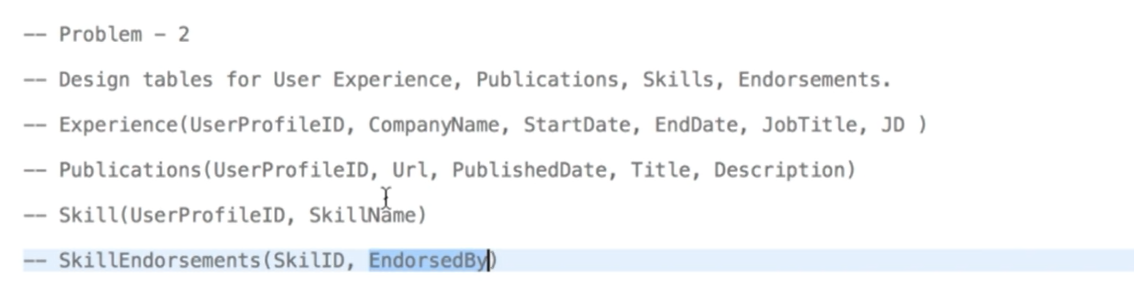 -- Problem - 2
-- Design tables for User Experience, Publications, Skills, Endorsements.
-- Experience(UserProfileID, CompanyName, StartDate, EndDate, JobTitle, JD )
-- Publications(UserProfileID, Url, PublishedDate, Title, Description)
-- Skill(UserProfileID, SkillName)
-- SkillEndorsements(SkilID, EndorsedBy)